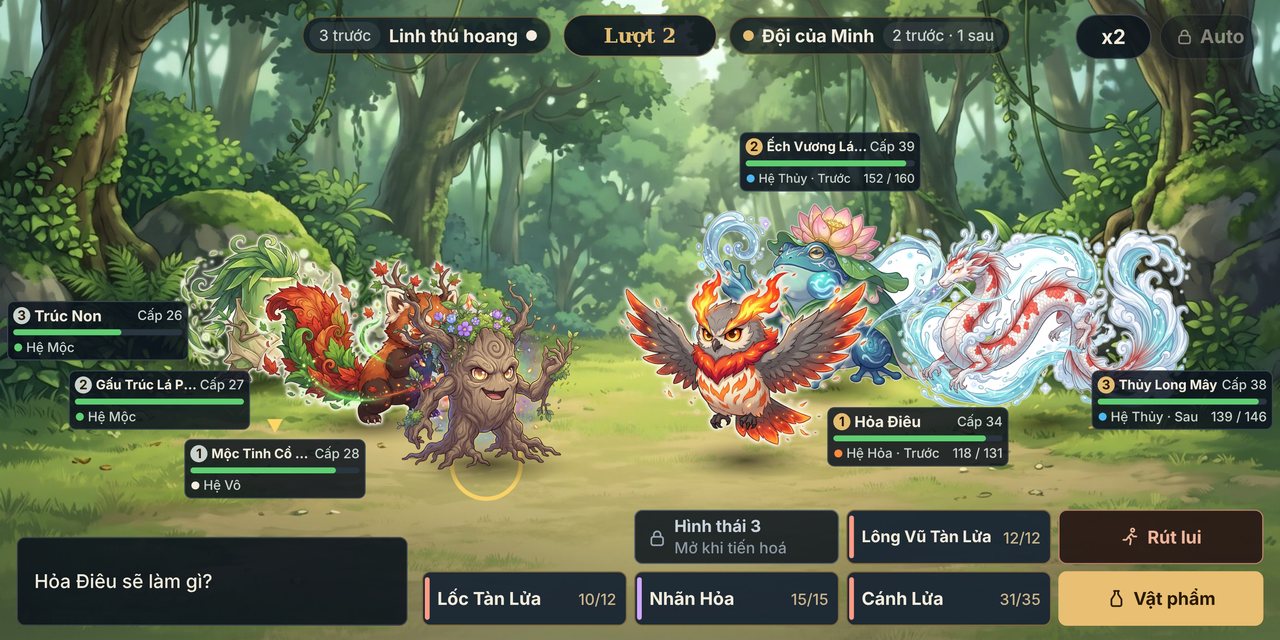 3 trước Linh thú hoang
Lượt 2
Đội của Minh 2 trước · 1 sau
x2
Auto
2 Ếch Vương Lá... Cấp 39
Hệ Thủy · Trước 152 / 160
3 Trúc Non Cấp 26
Hệ Mộc
2 Gấu Trúc Lá P... Cấp 27
Hệ Mộc
3 Thủy Long Mây Cấp 38
Hệ Thủy · Sau 139 / 146
1 Hỏa Điêu Cấp 34
Hệ Hỏa · Trước 118 / 131
1 Mộc Tinh Cổ ... Cấp 28
Hệ Vô
Hỏa Điêu sẽ làm gì?
Hình thái 3
Mở khi tiến hoá
Lông Vũ Tàn Lửa 12/12
Rút lui
Lốc Tàn Lửa 10/12
Nhãn Hỏa 15/15
Cánh Lửa 31/35
Vật phẩm